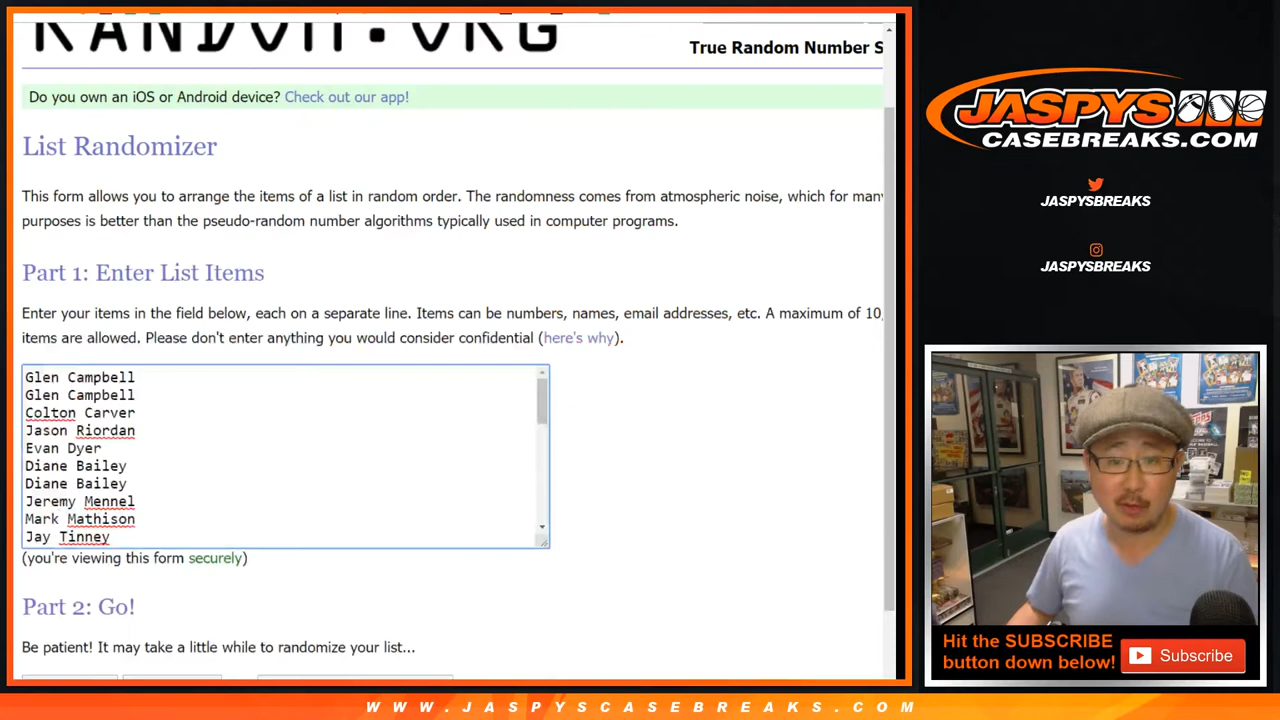 RANDOM.ORG
True Random Number S
Do you own an iOS or Android device? Check out our app!
List Randomizer
This form allows you to arrange the items of a list in random order. The randomness comes from atmospheric noise, which for many
purposes is better than the pseudo-random number algorithms typically used in computer programs.
Part 1: Enter List Items
Enter your items in the field below, each on a separate line. Items can be numbers, names, email addresses, etc. A maximum of 10,
items are allowed. Please don't enter anything you would consider confidential (here's why).
Glen Campbell
Glen Campbell
Colton Carver
Jason Riordan
Evan Dyer
Diane Bailey
Diane Bailey
Jeremy Mennel
Mark Mathison
Jay Tinney
(you're viewing this form securely)
Part 2: Go!
Be patient! It may take a little while to randomize your list...
JASPYS
CASEBREAKS.COM
JASPYSBREAKS
JASPYSBREAKS
Hit the SUBSCRIBE
button down below!
Subscribe
WWW.JASPYSCASEBREAKS.COM